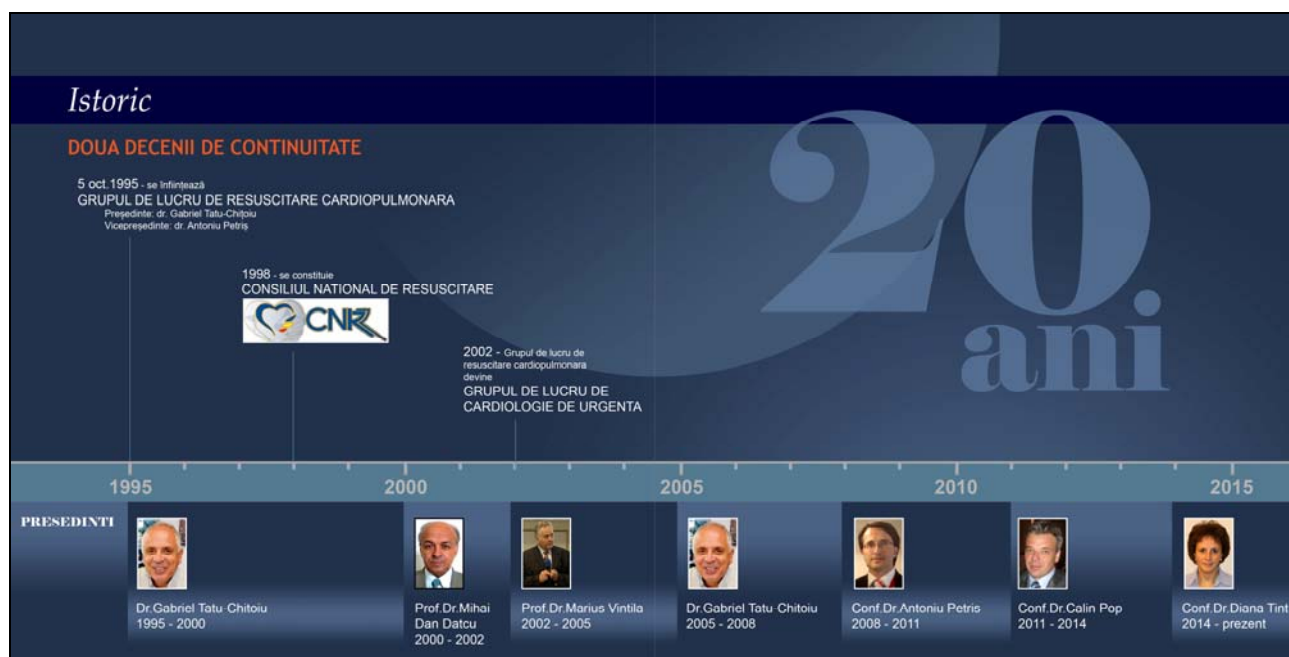 Istoric
20
ani
DOUA DECENII DE CONTINUITATE
5 oct.1995 - se înființează
GRUPUL DE LUCRU DE RESUSCITARE CARDIOPULMONARA
Președinte: dr. Gabriel Tatu-Chițoiu
Vicepreședinte: dr. Antoniu Petriș
1998 - se constituie
CONSILIUL NATIONAL DE RESUSCITARE
CNR
2002 - Grupul de lucru de
resuscitare cardiopulmonara
devine
GRUPUL DE LUCRU DE
CARDIOLOGIE DE URGENTA
1995 2000 2005 2010 2015
PRESEDINTI
Dr.Gabriel Tatu-Chitoiu
1995 - 2000
Prof.Dr.Mihai
Dan Datcu
2000 - 2002
Prof.Dr.Marius Vintila
2002 - 2005
Dr.Gabriel Tatu-Chitoiu
2005 - 2008
Conf.Dr.Antoniu Petris
2008 - 2011
Conf.Dr.Calin Pop
2011 - 2014
Conf.Dr.Diana Tint
2014 - prezent